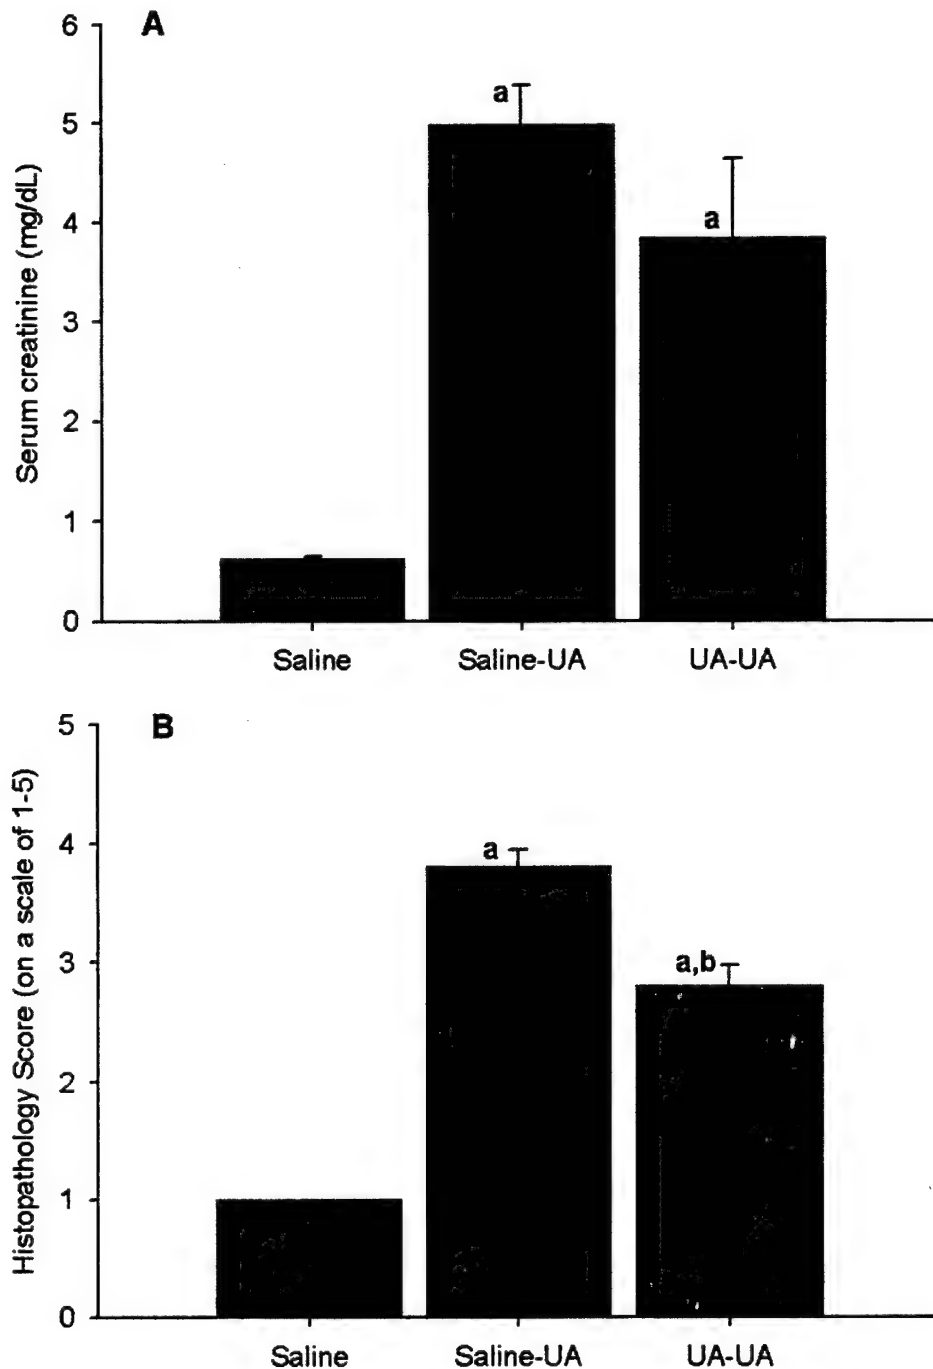 A
6
5
4
3
2
1
0
Serum creatinine (mg/dL)
a
a
Saline
Saline-UA
UA-UA
B
5
4
3
2
1
0
Histopathology Score (on a scale of 1-5)
a
a,b
Saline
Saline-UA
UA-UA